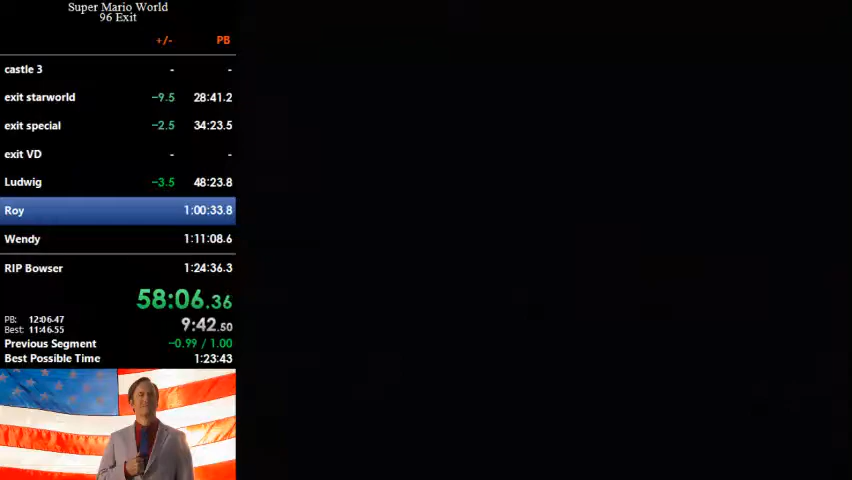 Super Mario World
96 Exit
+/- PB
castle 3 - -
exit starworld −9.5 28:41.2
exit special −2.5 34:23.5
exit VD - -
Ludwig −3.5 48:23.8
Roy 1:00:33.8
Wendy 1:11:08.6
RIP Bowser 1:24:36.3
58:06.36
PB: 12:06.47
Best: 11:46.55
9:42.50
Previous Segment −0.99 / 1.00
Best Possible Time 1:23:43